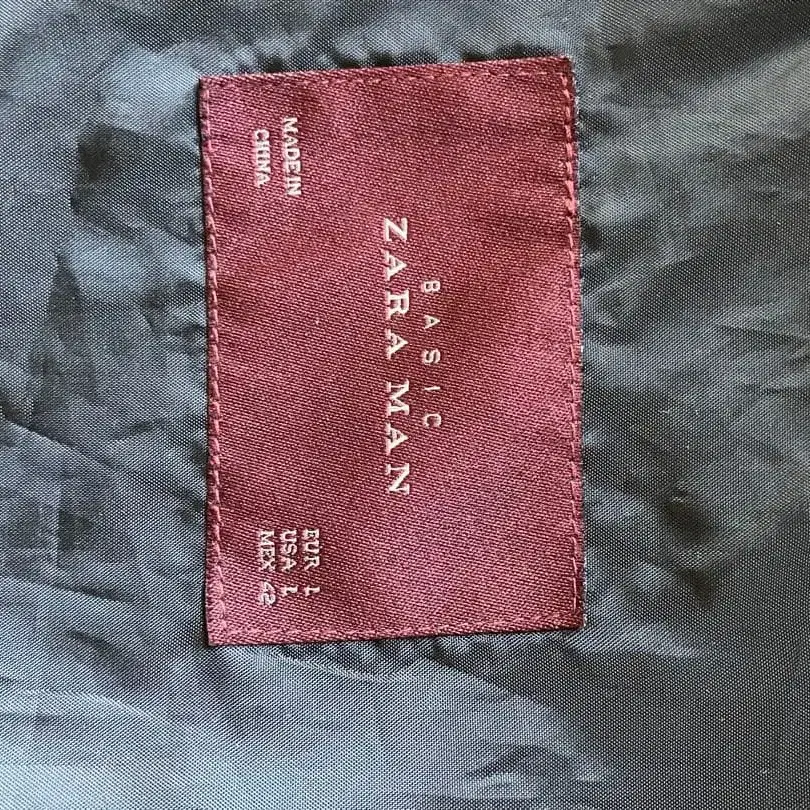 BASIC
ZARA MAN
MADE IN
CHINA
EUR L
USA L
MEX 42